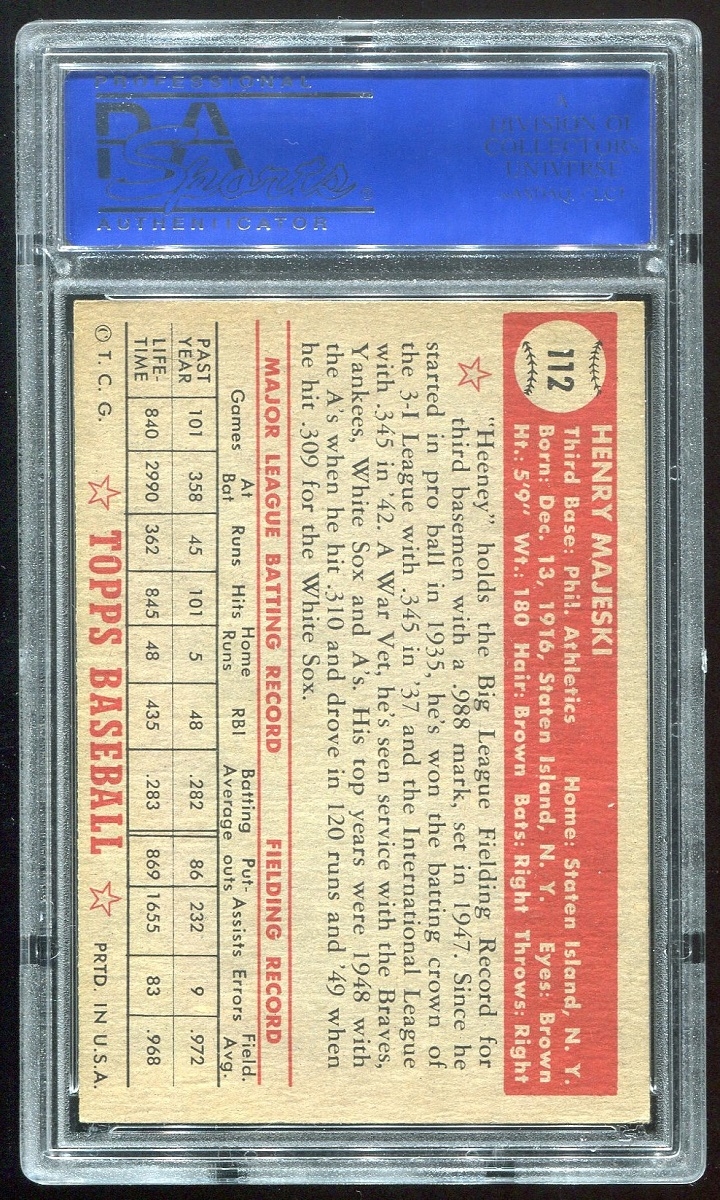 PROFESSIONAL
PSA
Sports
AUTHENTICATOR
A
DIVISION OF
COLLECTORS
UNIVERSE
112
HENRY MAJESKI
Third Base: Phil. Athletics Home: Staten Island, N. Y.
Born: Dec. 13, 1916, Staten Island, N. Y. Eyes: Brown
Ht.: 5'9" Wt.: 180 Hair: Brown Bats: Right Throws: Right
"Heeney" holds the Big League Fielding Record for
third basemen with a .988 mark, set in 1947. Since he
started in pro ball in 1935, he's won the batting crown of
the 3-I League with .345 in '37 and the International League
with .345 in '42. A War Vet, he's seen service with the Braves,
Yankees, White Sox and A's. His top years were 1948 with
the A's when he hit .310 and drove in 120 runs and '49 when
he hit .309 for the White Sox.
MAJOR LEAGUE BATTING RECORD FIELDING RECORD
Games At Bat Runs Hits Home Runs RBI Batting Average Put-outs Assists Errors Field. Avg.
PAST YEAR 101 358 45 101 5 48 .282 86 232 9 .972
LIFE-TIME 840 2990 362 845 48 435 .283 869 1655 83 .968
© T. C. G. TOPPS BASEBALL PRTD. IN U.S.A.